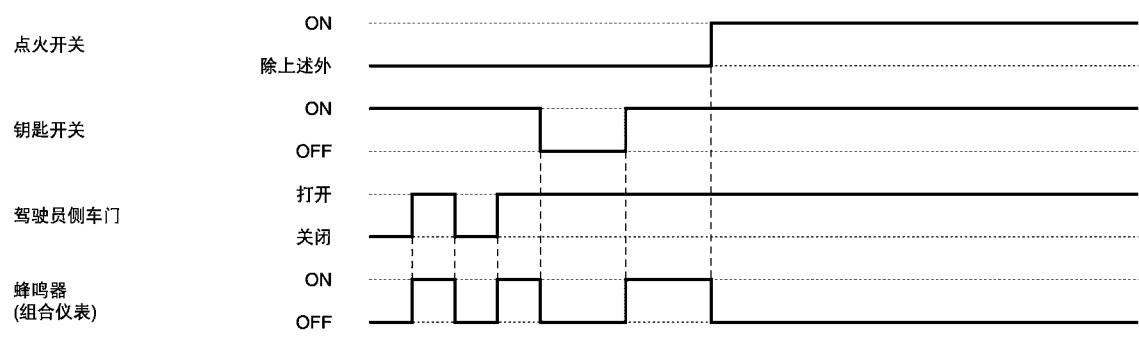 点火开关
ON
除上述外
钥匙开关
ON
OFF
驾驶员侧车门
打开
关闭
蜂鸣器
(组合仪表)
ON
OFF